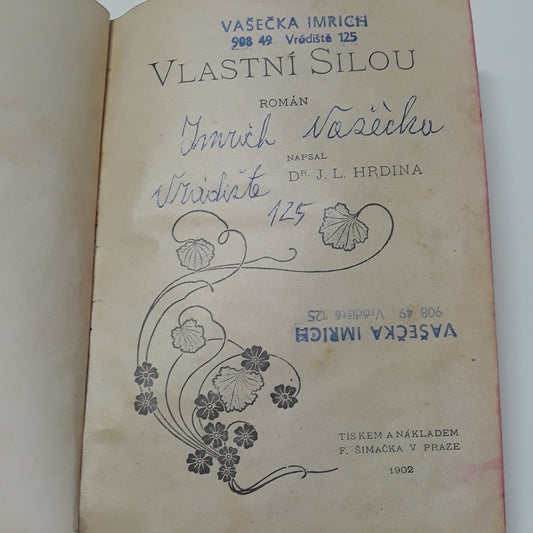 VAŠEČKA IMRICH
908 49 Vrádiště 125
VLASTNÍ SILOU
ROMÁN
Imrich Vašečka
NAPSAL
DR. J. L. HRDINA
Vrádište
125
VAŠEČKA IMRICH
908 49 Vrádiště 125
TISKEM A NÁKLADEM
F. ŠIMÁČKA V PRAZE
1902